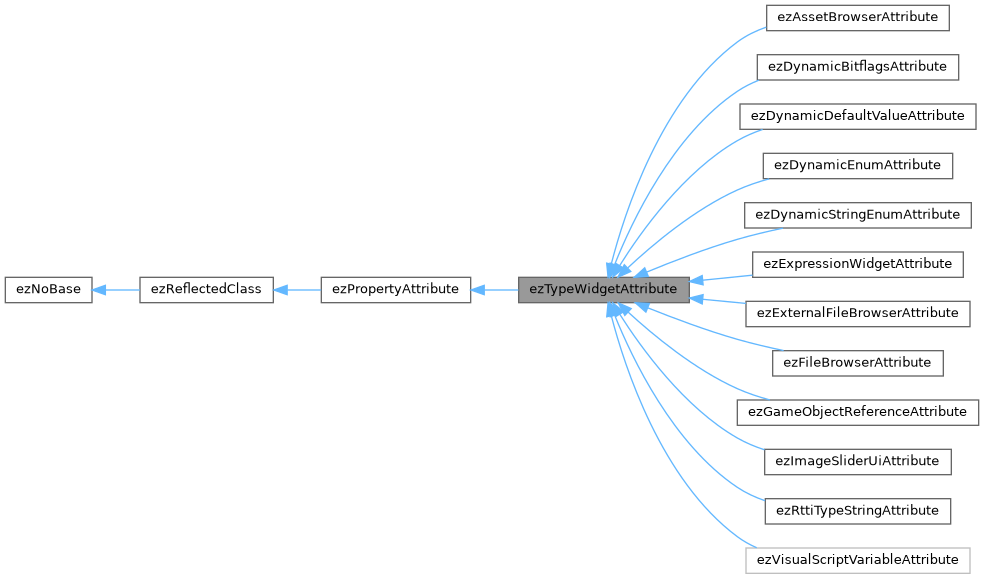 ezAssetBrowserAttribute
ezDynamicBitflagsAttribute
ezDynamicDefaultValueAttribute
ezDynamicEnumAttribute
ezDynamicStringEnumAttribute
ezExpressionWidgetAttribute
ezNoBase
ezReflectedClass
ezPropertyAttribute
ezTypeWidgetAttribute
ezExternalFileBrowserAttribute
ezFileBrowserAttribute
ezGameObjectReferenceAttribute
ezImageSliderUiAttribute
ezRttiTypeStringAttribute
ezVisualScriptVariableAttribute